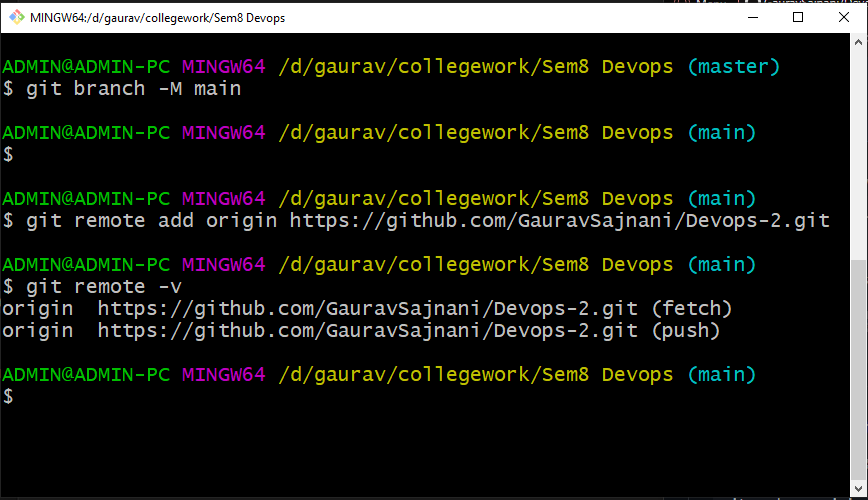 MINGW64:/d/gaurav/collegework/Sem8 Devops
ADMIN@ADMIN-PC MINGW64 /d/gaurav/collegework/Sem8 Devops (master)
$ git branch -M main
ADMIN@ADMIN-PC MINGW64 /d/gaurav/collegework/Sem8 Devops (main)
$
ADMIN@ADMIN-PC MINGW64 /d/gaurav/collegework/Sem8 Devops (main)
$ git remote add origin https://github.com/GauravSajnani/Devops-2.git
ADMIN@ADMIN-PC MINGW64 /d/gaurav/collegework/Sem8 Devops (main)
$ git remote -v
origin  https://github.com/GauravSajnani/Devops-2.git (fetch)
origin  https://github.com/GauravSajnani/Devops-2.git (push)
ADMIN@ADMIN-PC MINGW64 /d/gaurav/collegework/Sem8 Devops (main)
$